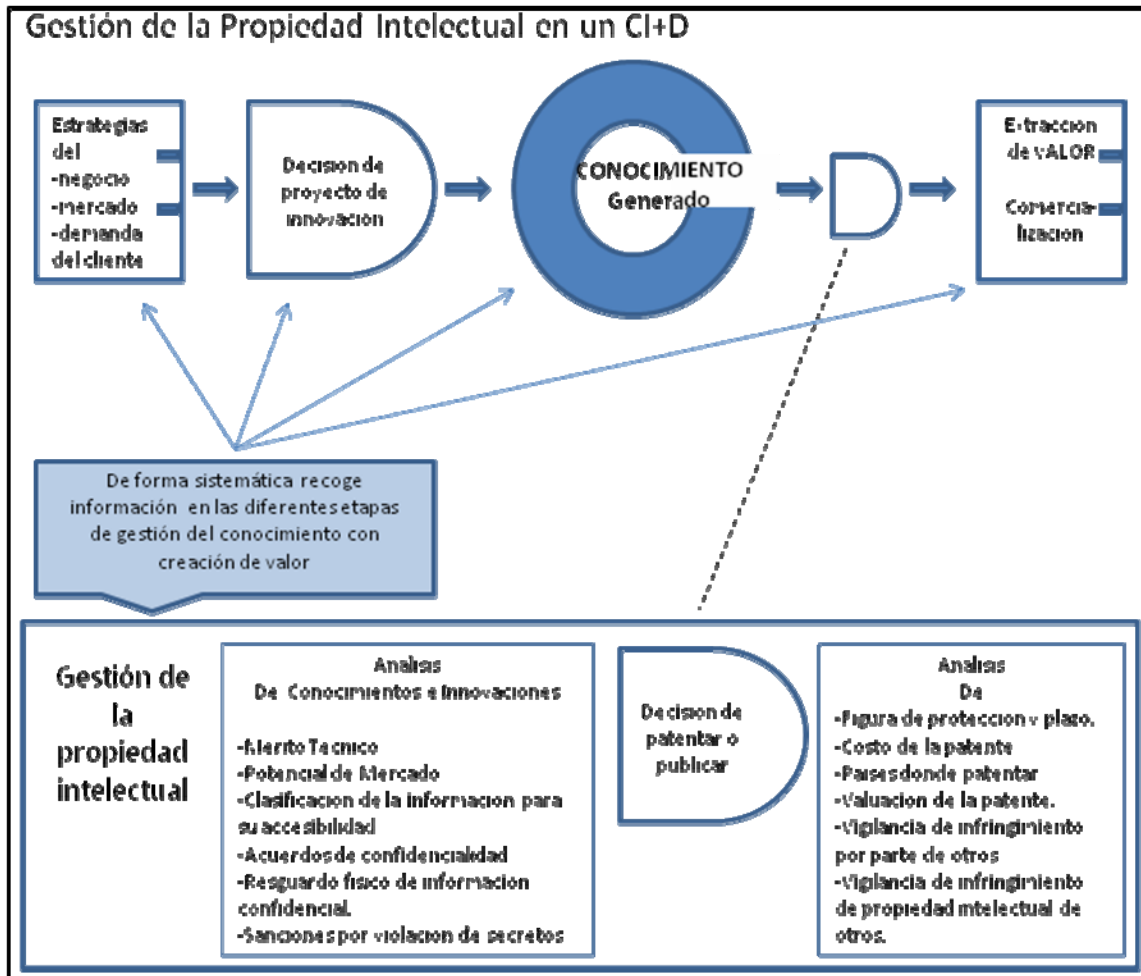 Gestión de la Propiedad Intelectual en un CI+D
Estrategias
del
-negocio
-mercado
-demanda
del cliente
Decision de
proyecto de
innovacion
CONOCIMIENTO
Generado
Extraccion
de vALOR
Comercia-
lizacion
De forma sistemática recoge
información en las diferentes etapas
de gestión del conocimiento con
creación de valor
Gestión de
la
propiedad
intelectual
Analisis
De Conocimientos e Innovaciones
-Merito Tecnico
-Potencial de Mercado
-Clasificacion de la informacion para
su accesibilidad
-Acuerdos de confidencialidad
-Resguardo fisico de informacion
confidencial.
-Sanciones por violacion de secretos
Decision de
patentar o
publicar
Analisis
De
-Figura de proteccion y plazo.
-Costo de la patente
-Paises donde patentar
-Valuacion de la patente.
-Vigilancia de infringimiento
por parte de otros
-Vigilancia de infringimiento
de propiedad intelectual de
otros.